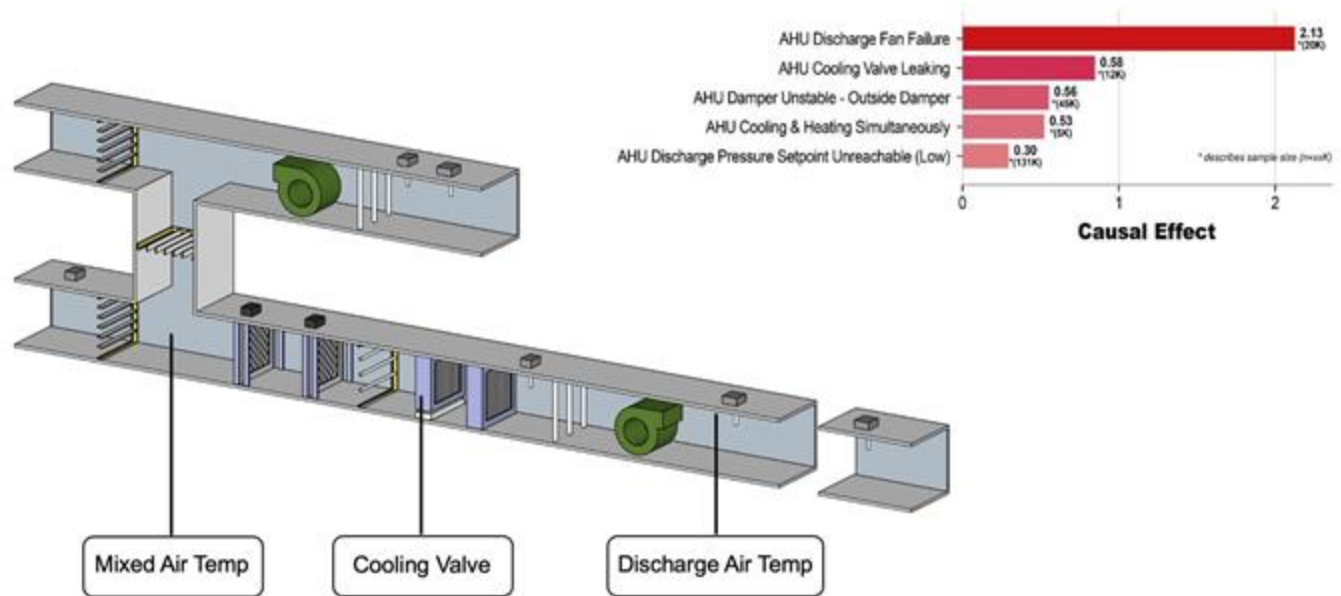 AHU Discharge Fan Failure
2.13
*(20K)
AHU Cooling Valve Leaking
0.58
*(12K)
AHU Damper Unstable - Outside Damper
0.56
*(45K)
AHU Cooling & Heating Simultaneously
0.53
*(5K)
AHU Discharge Pressure Setpoint Unreachable (Low)
0.30
*(131K)
* describes sample size (n=xxK)
0 1 2
Causal Effect
Mixed Air Temp
Cooling Valve
Discharge Air Temp